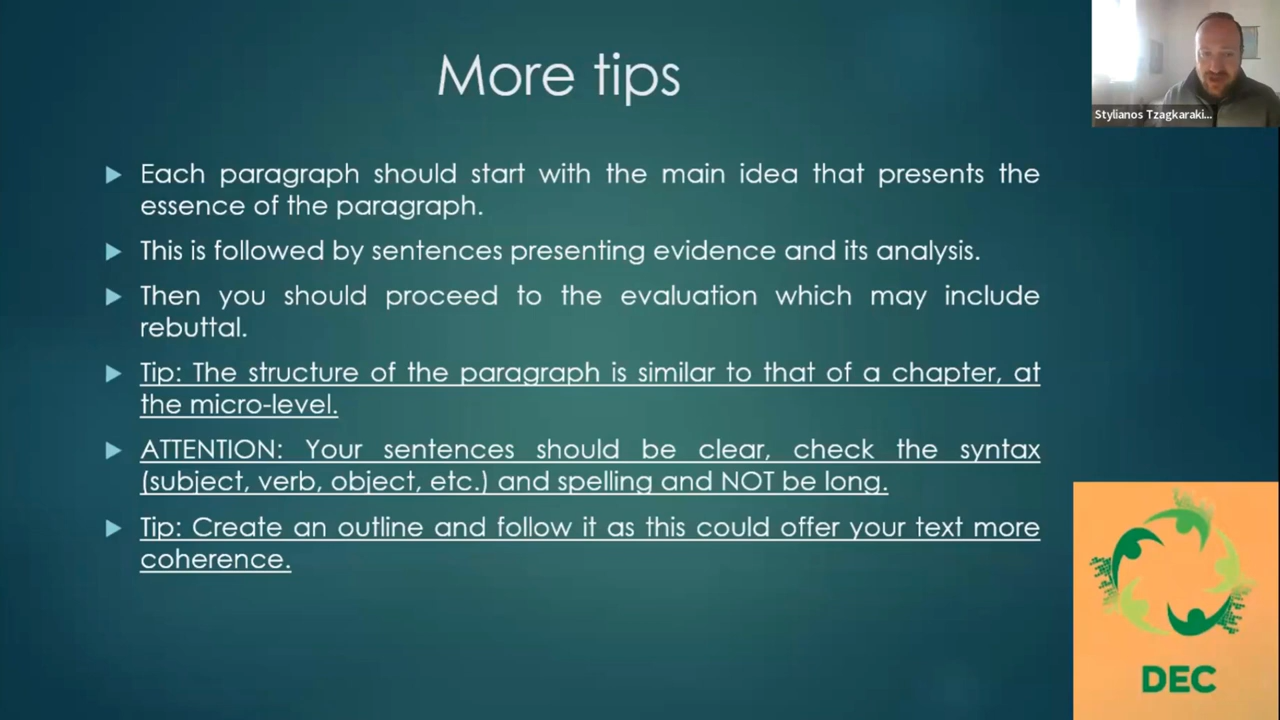 More tips
Stylianos Tzagkaraki...
Each paragraph should start with the main idea that presents the
essence of the paragraph.
This is followed by sentences presenting evidence and its analysis.
Then you should proceed to the evaluation which may include
rebuttal.
Tip: The structure of the paragraph is similar to that of a chapter, at
the micro-level.
ATTENTION: Your sentences should be clear, check the syntax
(subject, verb, object, etc.) and spelling and NOT be long.
Tip: Create an outline and follow it as this could offer your text more
coherence.
DEC